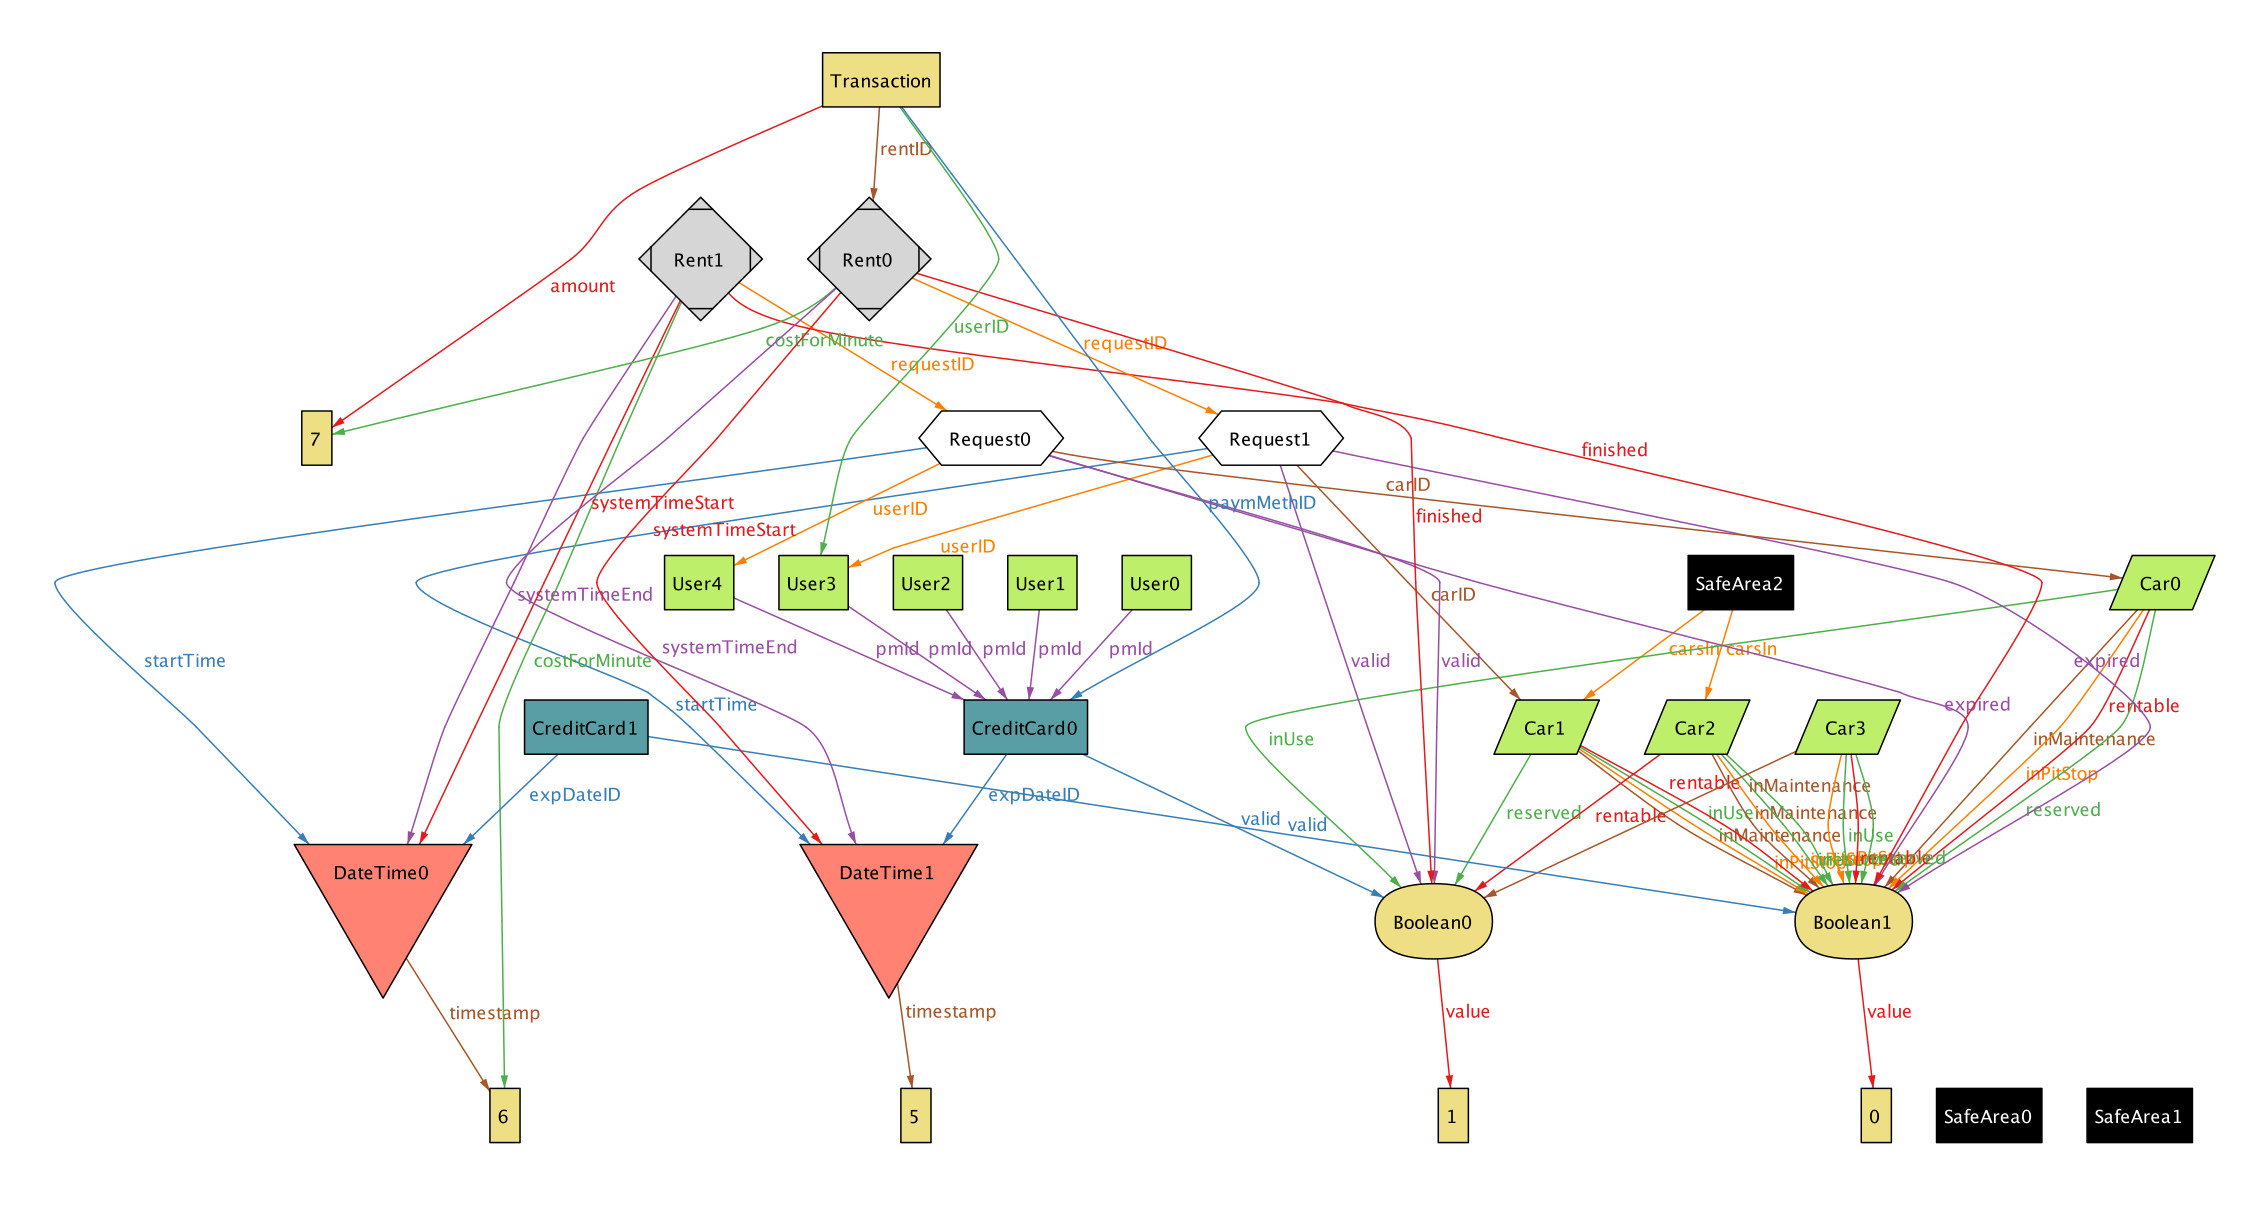 Transaction
rentID
Rent1
Rent0
amount
userID
costForMinute
requestID
requestID
7
Request0
Request1
finished
carID
systemTimeStart
paymMethID
userID
finished
systemTimeStart
userID
User4
User3
User2
User1
User0
SafeArea2
Car0
systemTimeEnd
carID
systemTimeEnd
pmId
pmId
pmId
pmId
pmId
carsIn
carsIn
startTime
costForMinute
valid
valid
expired
startTime
expired
rentable
CreditCard1
CreditCard0
Car1
Car2
Car3
inUse
inMaintenance
inPitStop
rentable
inMaintenance
expDateID
expDateID
reserved
inUse
inMaintenance
reserved
valid
valid
rentable
inMaintenance
inUse
rentable
DateTime0
DateTime1
Boolean0
Boolean1
timestamp
timestamp
value
value
6
5
1
0
SafeArea0
SafeArea1